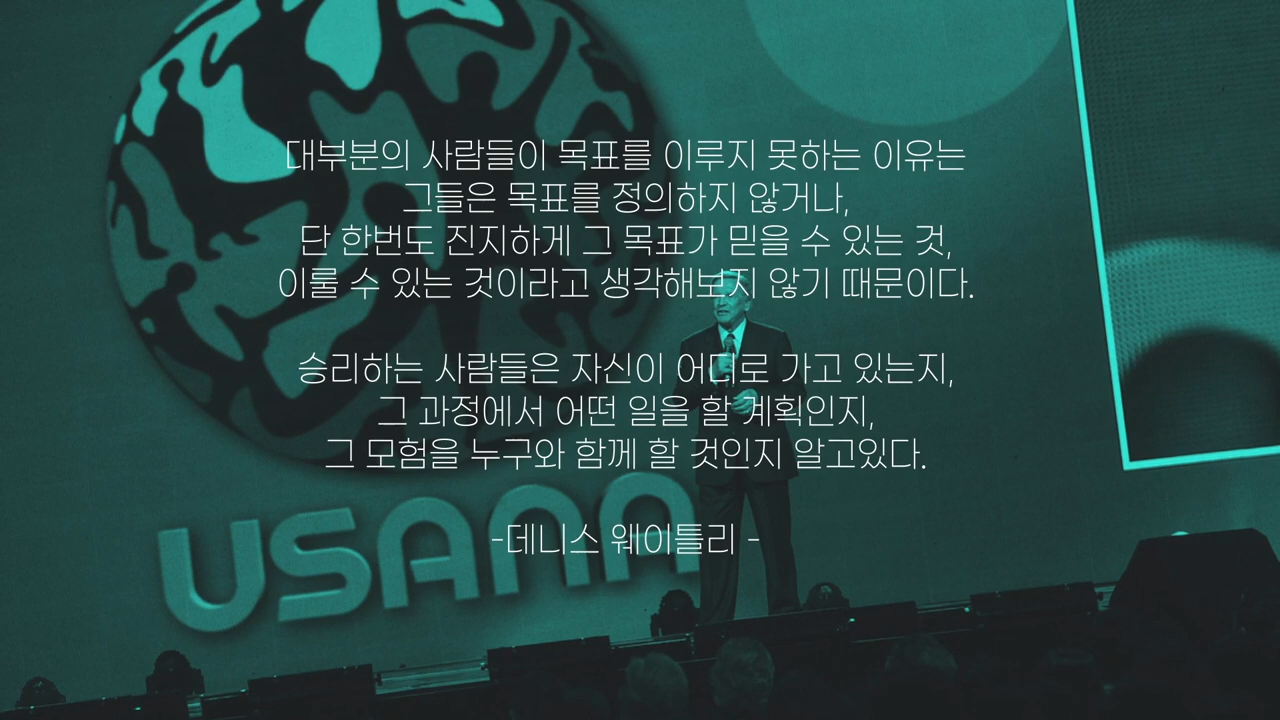 대부분의 사람들이 목표를 이루지 못하는 이유는
그들은 목표를 정의하지 않거나,
단 한번도 진지하게 그 목표가 믿을 수 있는 것,
이룰 수 있는 것이라고 생각해보지 않기 때문이다.
승리하는 사람들은 자신이 어디로 가고 있는지,
그 과정에서 어떤 일을 할 계획인지,
그 모험을 누구와 함께 할 것인지 알고있다.
-데니스 웨이틀리 -
USANA